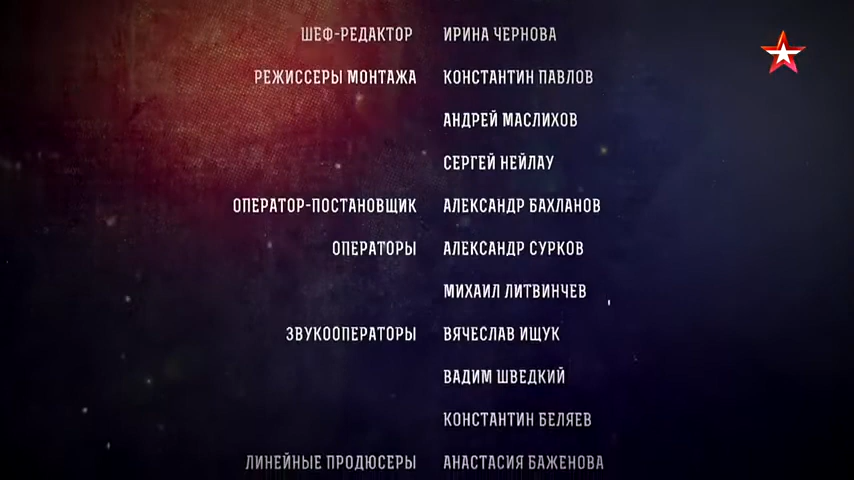 ШЕФ-РЕДАКТОР ИРИНА ЧЕРНОВА
РЕЖИССЕРЫ МОНТАЖА КОНСТАНТИН ПАВЛОВ
АНДРЕЙ МАСЛИХОВ
СЕРГЕЙ НЕЙЛАУ
ОПЕРАТОР-ПОСТАНОВЩИК АЛЕКСАНДР БАХЛАНОВ
ОПЕРАТОРЫ АЛЕКСАНДР СУРКОВ
МИХАИЛ ЛИТВИНЧЕВ
ЗВУКООПЕРАТОРЫ ВЯЧЕСЛАВ ИЩУК
ВАДИМ ШВЕДКИЙ
КОНСТАНТИН БЕЛЯЕВ
ЛИНЕЙНЫЕ ПРОДЮСЕРЫ АНАСТАСИЯ БАЖЕНОВА